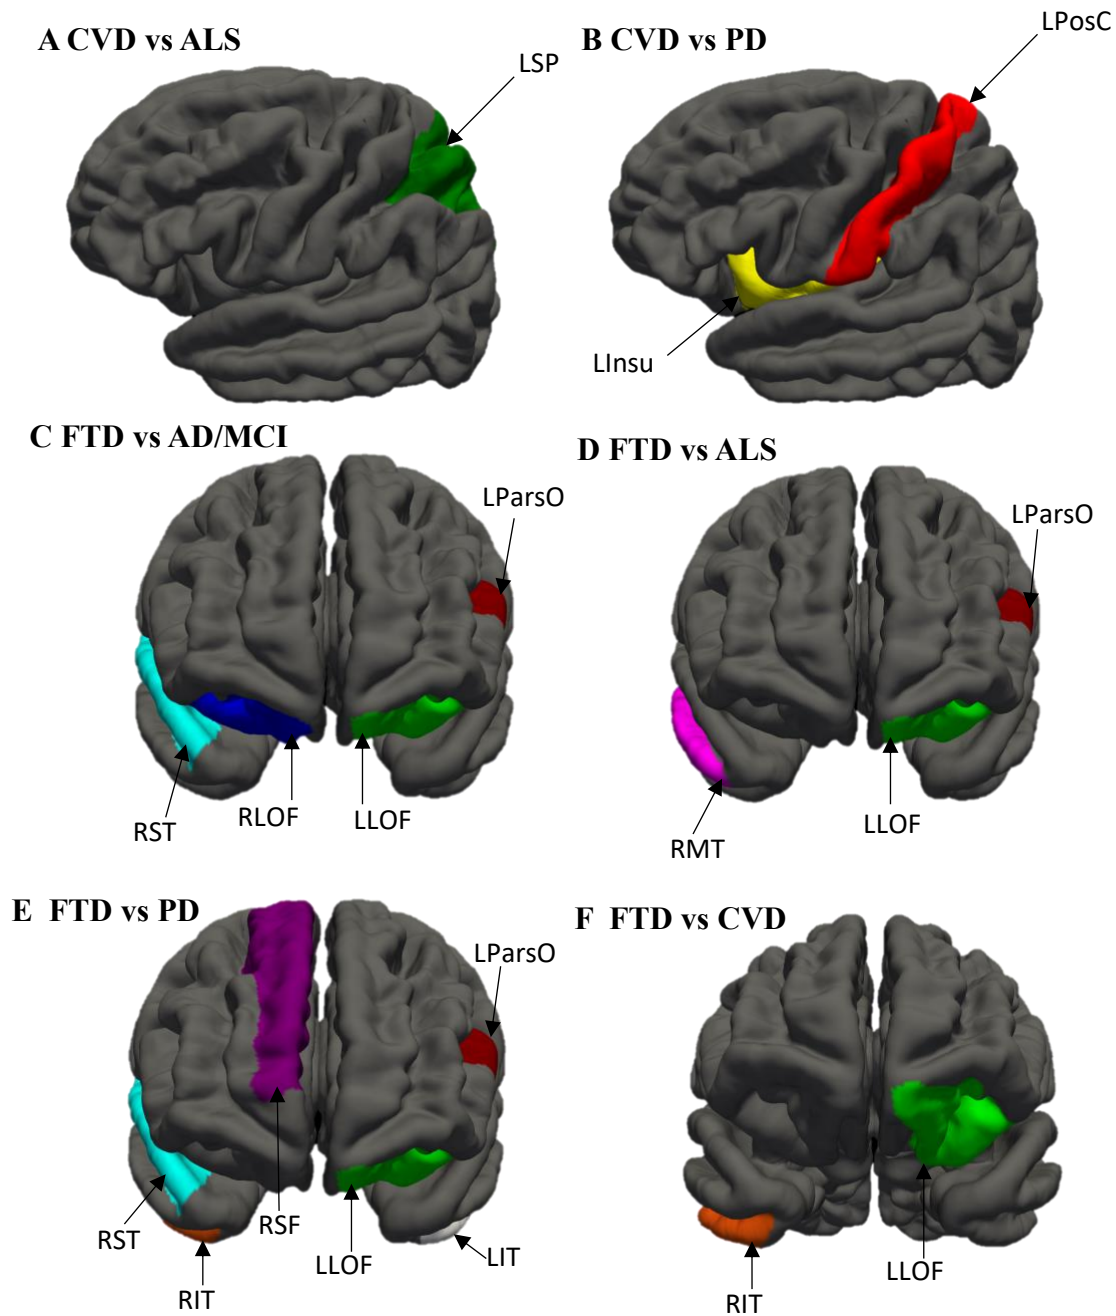 A CVD vs ALS
LSP
B CVD vs PD
LPosC
LInsu
C FTD vs AD/MCI
LParsO
RST
RLOF
LLOF
D FTD vs ALS
LParsO
RMT
LLOF
E FTD vs PD
LParsO
RST
RIT
RSF
LLOF
LIT
F FTD vs CVD
RIT
LLOF